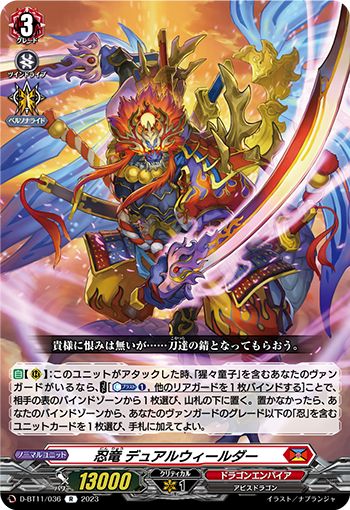 3
グレード
ツインドライブ
ペルソナライド
貴様に恨みは無いが……刀達の錆となってもらおう。
自【R】：このユニットがアタックした時、「猩々童子」を含むあなたのヴァン
ガードがいるなら、【コスト】[CB1, 他のリアガードを1枚バインドする]ことで、
相手の表のバインドゾーンから1枚選び、山札の下に置く。置かなかったら、あ
なたのバインドゾーンから、あなたのヴァンガードのグレード以下の「忍」を含む
ユニットカードを1枚選び、手札に加えてよい。
ノーマルユニット
忍竜 デュアルウィールダー
D-BT11/036 R 2023
パワー 13000
クリティカル
1
ドラゴンエンパイア
アビスドラゴン
イラスト/ナブランジャ